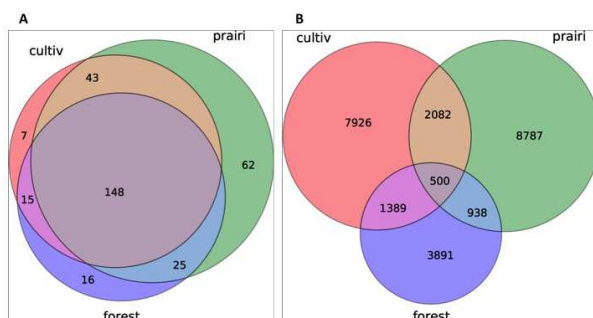 A
B
cultiv
prairi
43
7
62
148
15
25
16
forest
cultiv
prairi
7926
2082
8787
500
1389
938
3891
forest